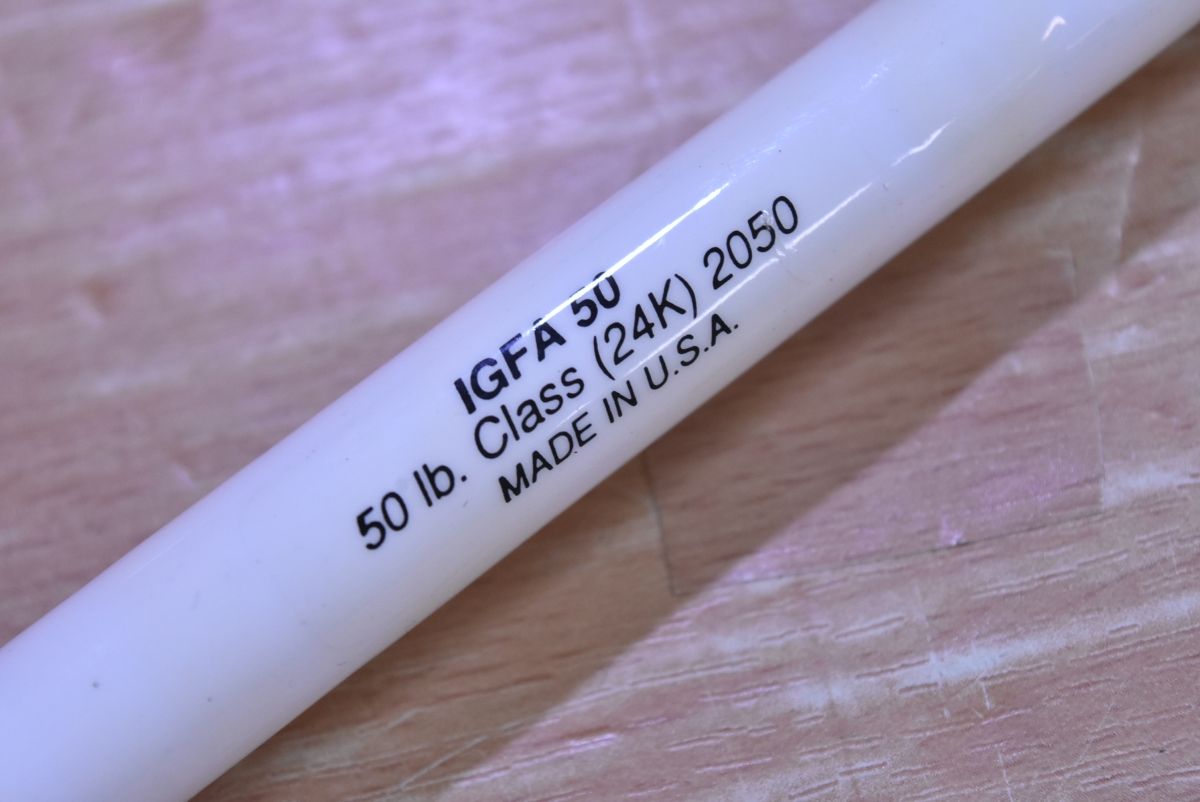 IGFA 50
50 lb. Class (24K) 2050
MADE IN U.S.A.